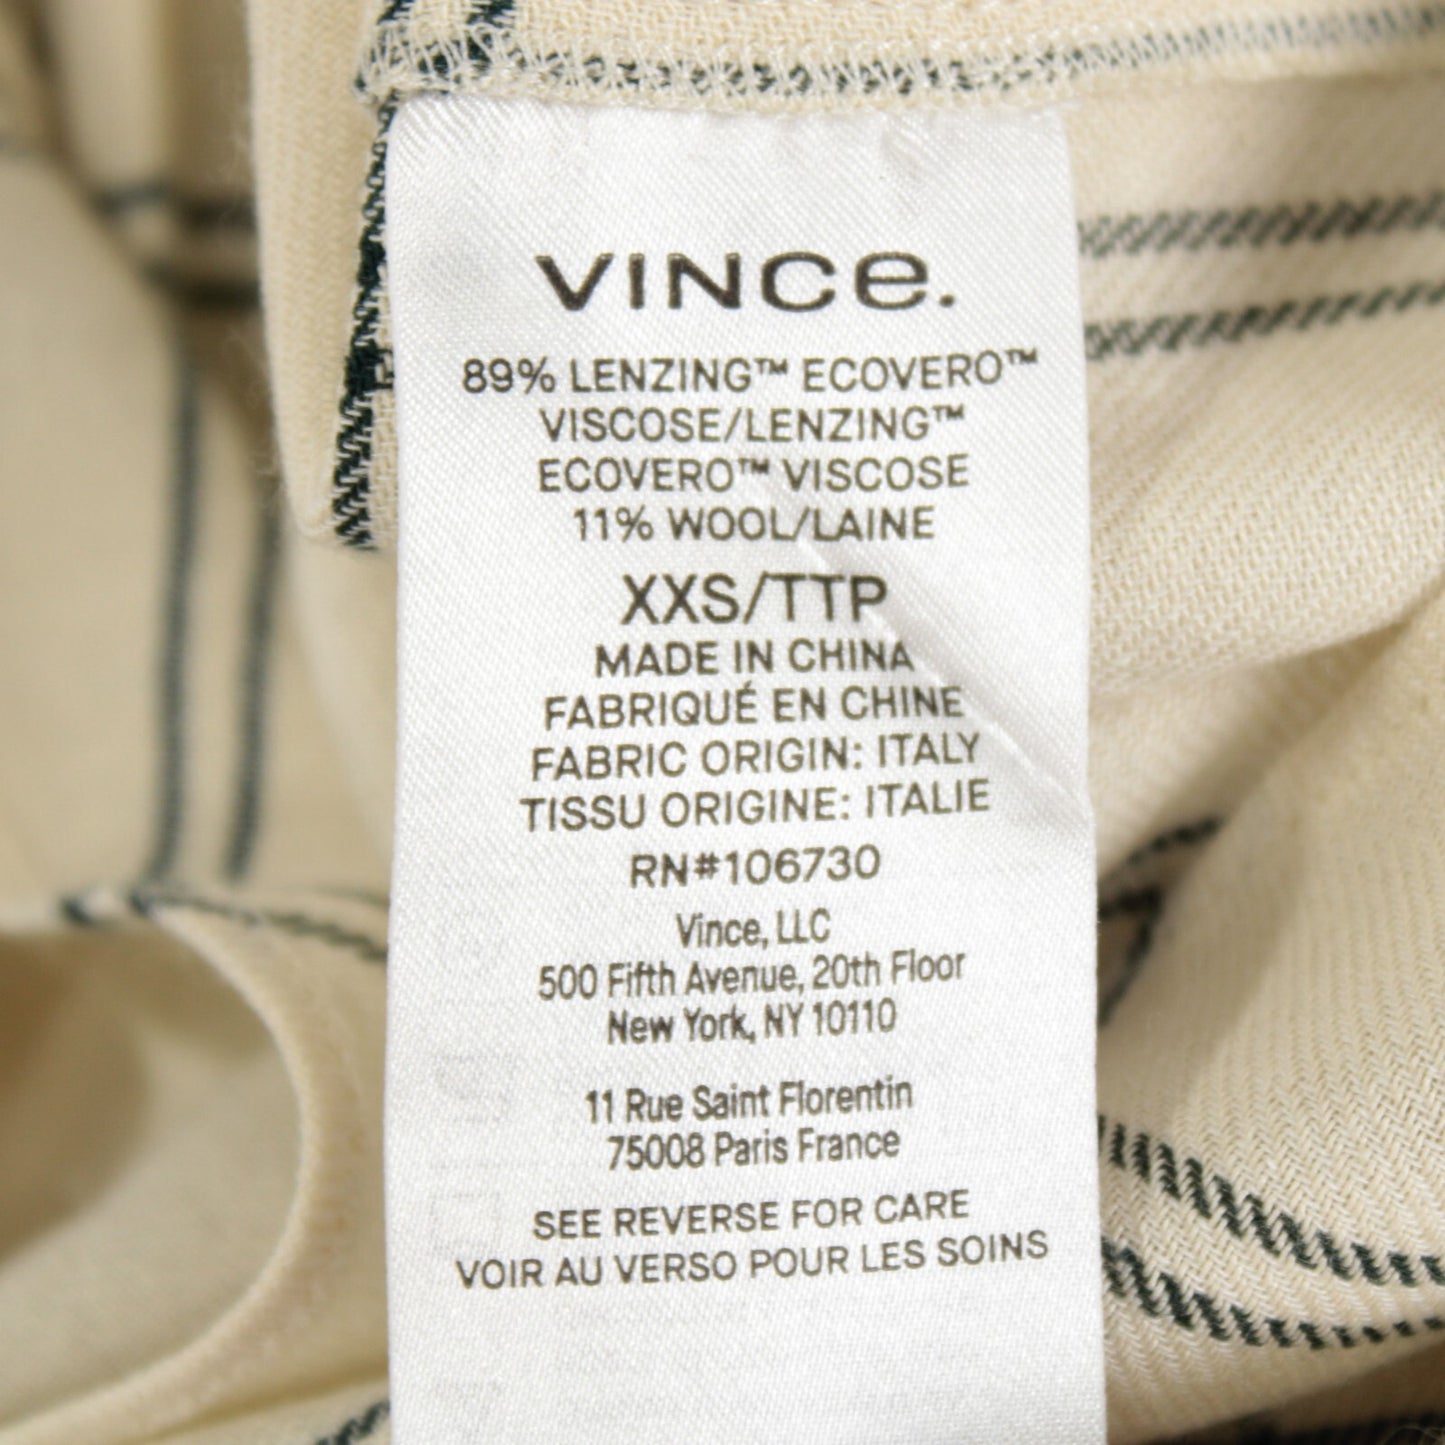 VINCE.
89% LENZING™ ECOVERO™
VISCOSE/LENZING™
ECOVERO™ VISCOSE
11% WOOL/LAINE
XXS/TTP
MADE IN CHINA
FABRIQUÉ EN CHINE
FABRIC ORIGIN: ITALY
TISSU ORIGINE: ITALIE
RN#106730
Vince, LLC
500 Fifth Avenue, 20th Floor
New York, NY 10110
11 Rue Saint Florentin
75008 Paris France
SEE REVERSE FOR CARE
VOIR AU VERSO POUR LES SOINS